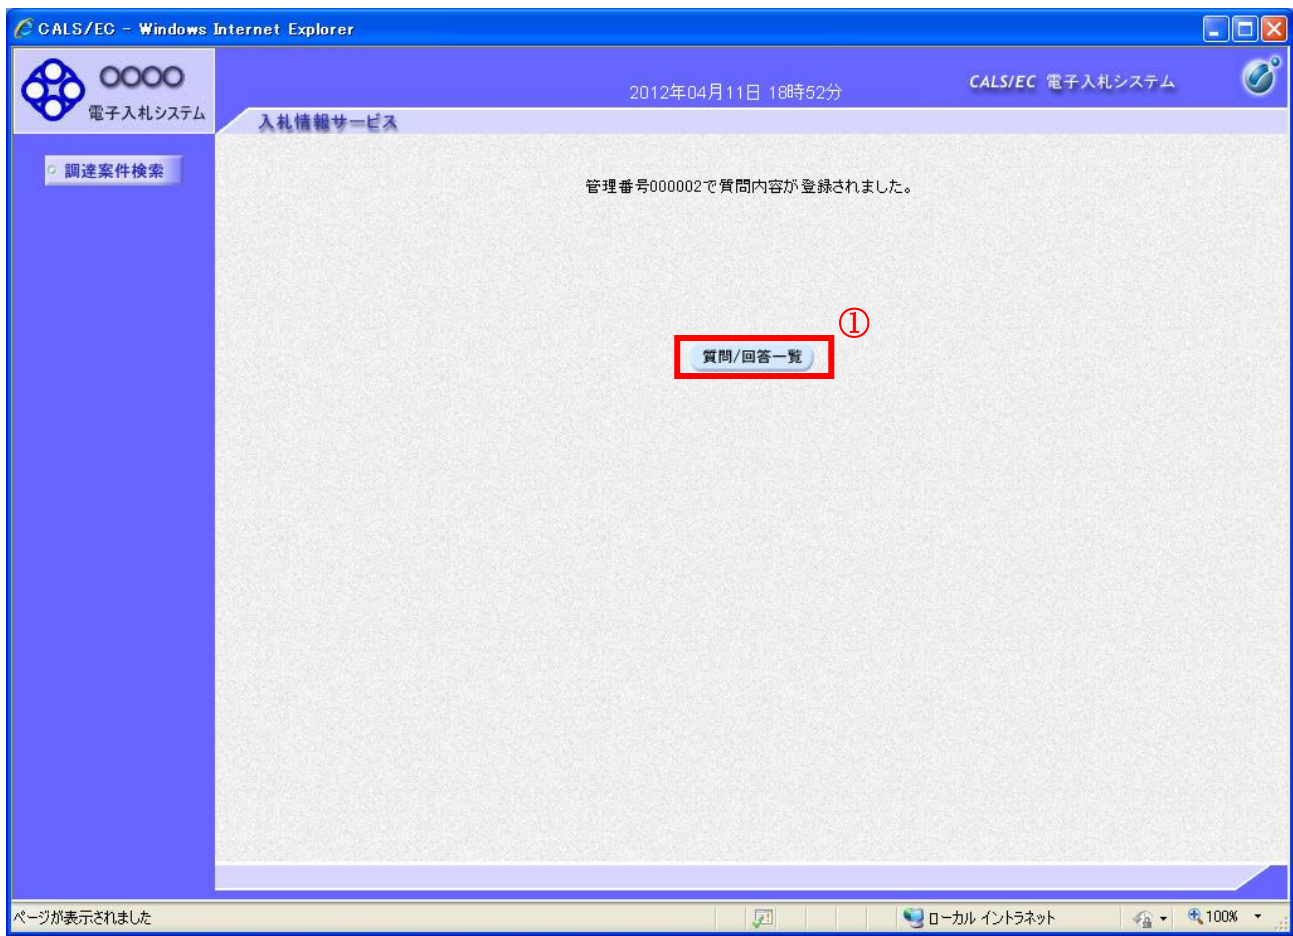 CALS/EC - Windows Internet Explorer
OOOO
電子入札システム
2012年04月11日 18時52分
CALS/EC 電子入札システム
入札情報サービス
調達案件検索
管理番号000002で質問内容が登録されました。
①
質問/回答一覧
ページが表示されました
ローカル イントラネット
100%